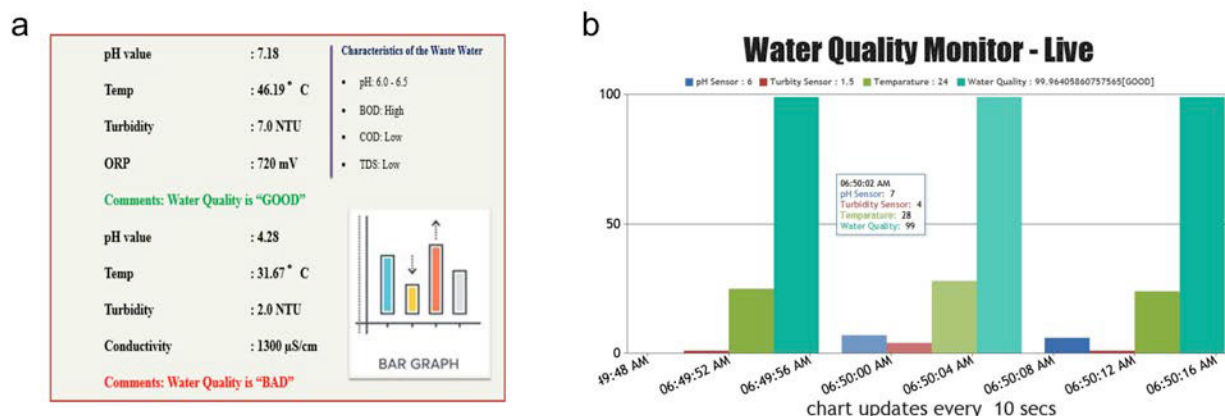 a
pH value : 7.18
Temp : 46.19° C
Turbidity : 7.0 NTU
ORP : 720 mV
Comments: Water Quality is “GOOD”
pH value : 4.28
Temp : 31.67° C
Turbidity : 2.0 NTU
Conductivity : 1300 µS/cm
Comments: Water Quality is “BAD”
Characteristics of the Waste Water
• pH: 6.0 - 6.5
• BOD: High
• COD: Low
• TDS: Low
BAR GRAPH
b
Water Quality Monitor - Live
pH Sensor : 6 Turbity Sensor : 1.5 Temparature : 24 Water Quality : 99.96405860757565[GOOD]
100
50
0
06:50:02 AM
pH Sensor: 7
Turbidity Sensor: 4
Temparature: 28
Water Quality: 99
49:48 AM 06:49:52 AM 06:49:56 AM 06:50:00 AM 06:50:04 AM 06:50:08 AM 06:50:12 AM 06:50:16 AM
chart updates every 10 secs